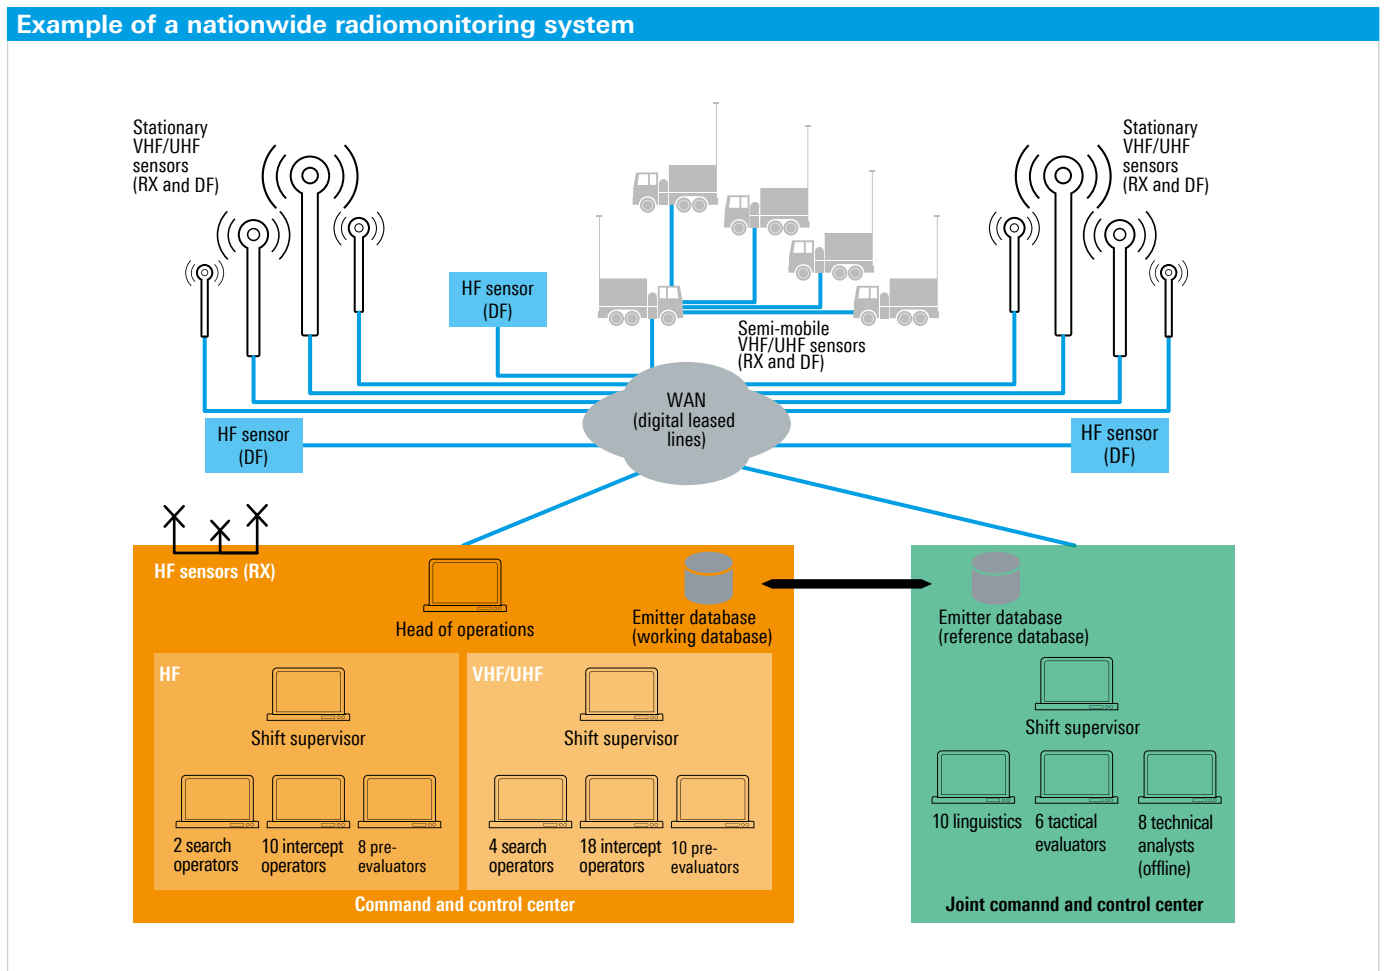 Example of a nationwide radiomonitoring system
Stationary
VHF/UHF
sensors
(RX and DF)
Stationary
VHF/UHF
sensors
(RX and DF)
HF sensor
(DF)
Semi-mobile
VHF/UHF sensors
(RX and DF)
WAN
(digital leased
lines)
HF sensor
(DF)
HF sensor
(DF)
HF sensors (RX)
Head of operations
Emitter database
(working database)
Emitter database
(reference database)
HF
Shift supervisor
2 search
operators
10 intercept
operators
8 pre-
evaluators
VHF/UHF
Shift supervisor
4 search
operators
18 intercept
operators
10 pre-
evaluators
Command and control center
Shift supervisor
10 linguistics
6 tactical
evaluators
8 technical
analysts
(offline)
Joint comannd and control center